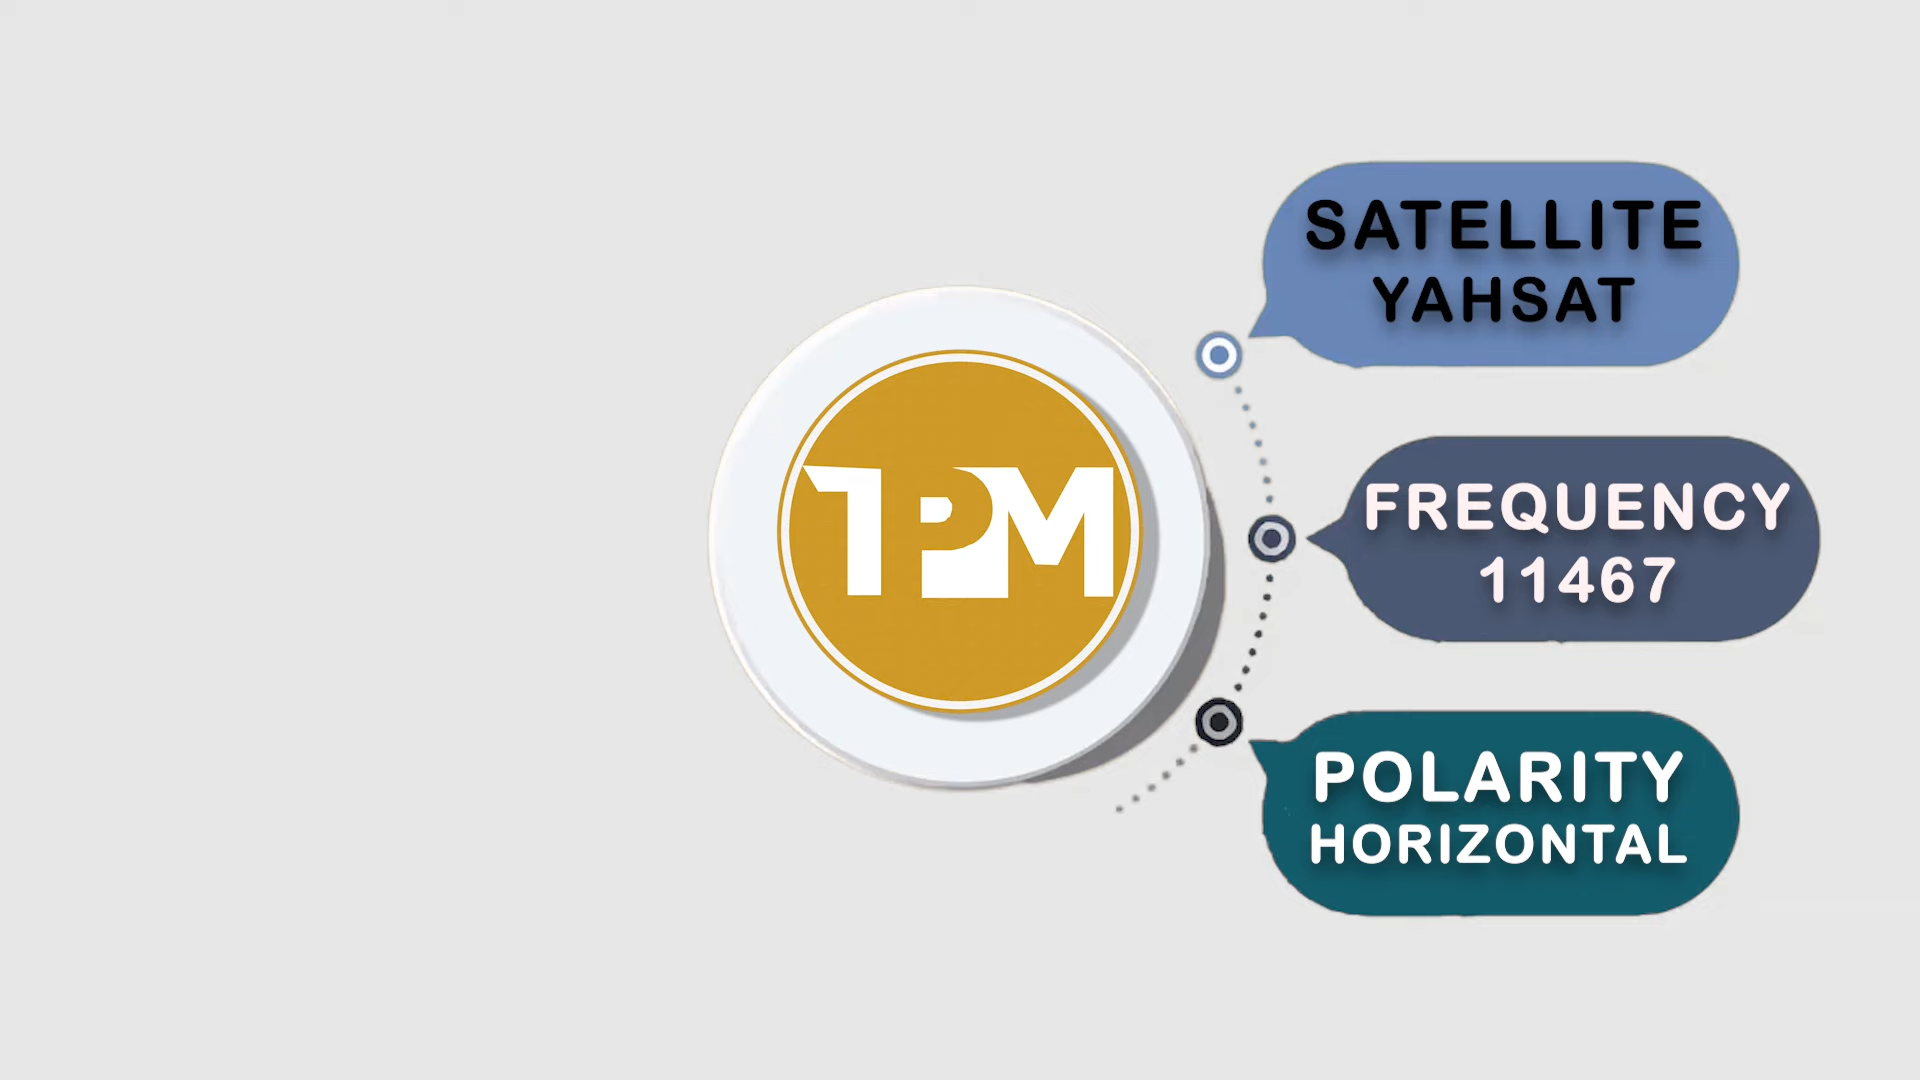 TPM
SATELLITE
YAHSAT
FREQUENCY
11467
POLARITY
HORIZONTAL